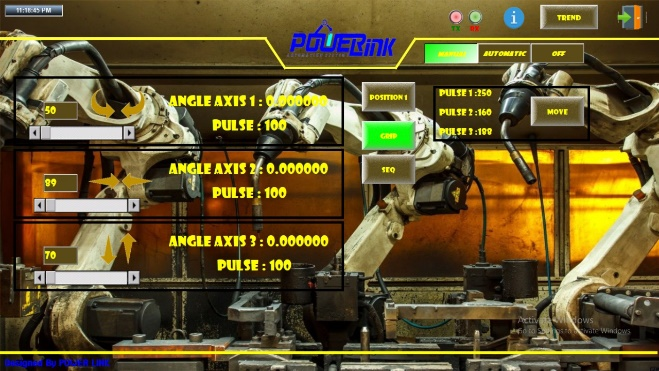 11:16:45 PM
POWERLINK
TREND
AUTOMATIC
OFF
50
ANGLE AXIS 1 : 0.000000
PULSE : 100
POSITION 1
PULSE 1 :250
PULSE 2 :160
PULSE 3 :188
MOVE
GRIP
SEQ
89
ANGLE AXIS 2 : 0.000000
PULSE : 100
70
ANGLE AXIS 3 : 0.000000
PULSE : 100
Activate Windows
Go to Settings to activate Windows
Designed By POWER LINK